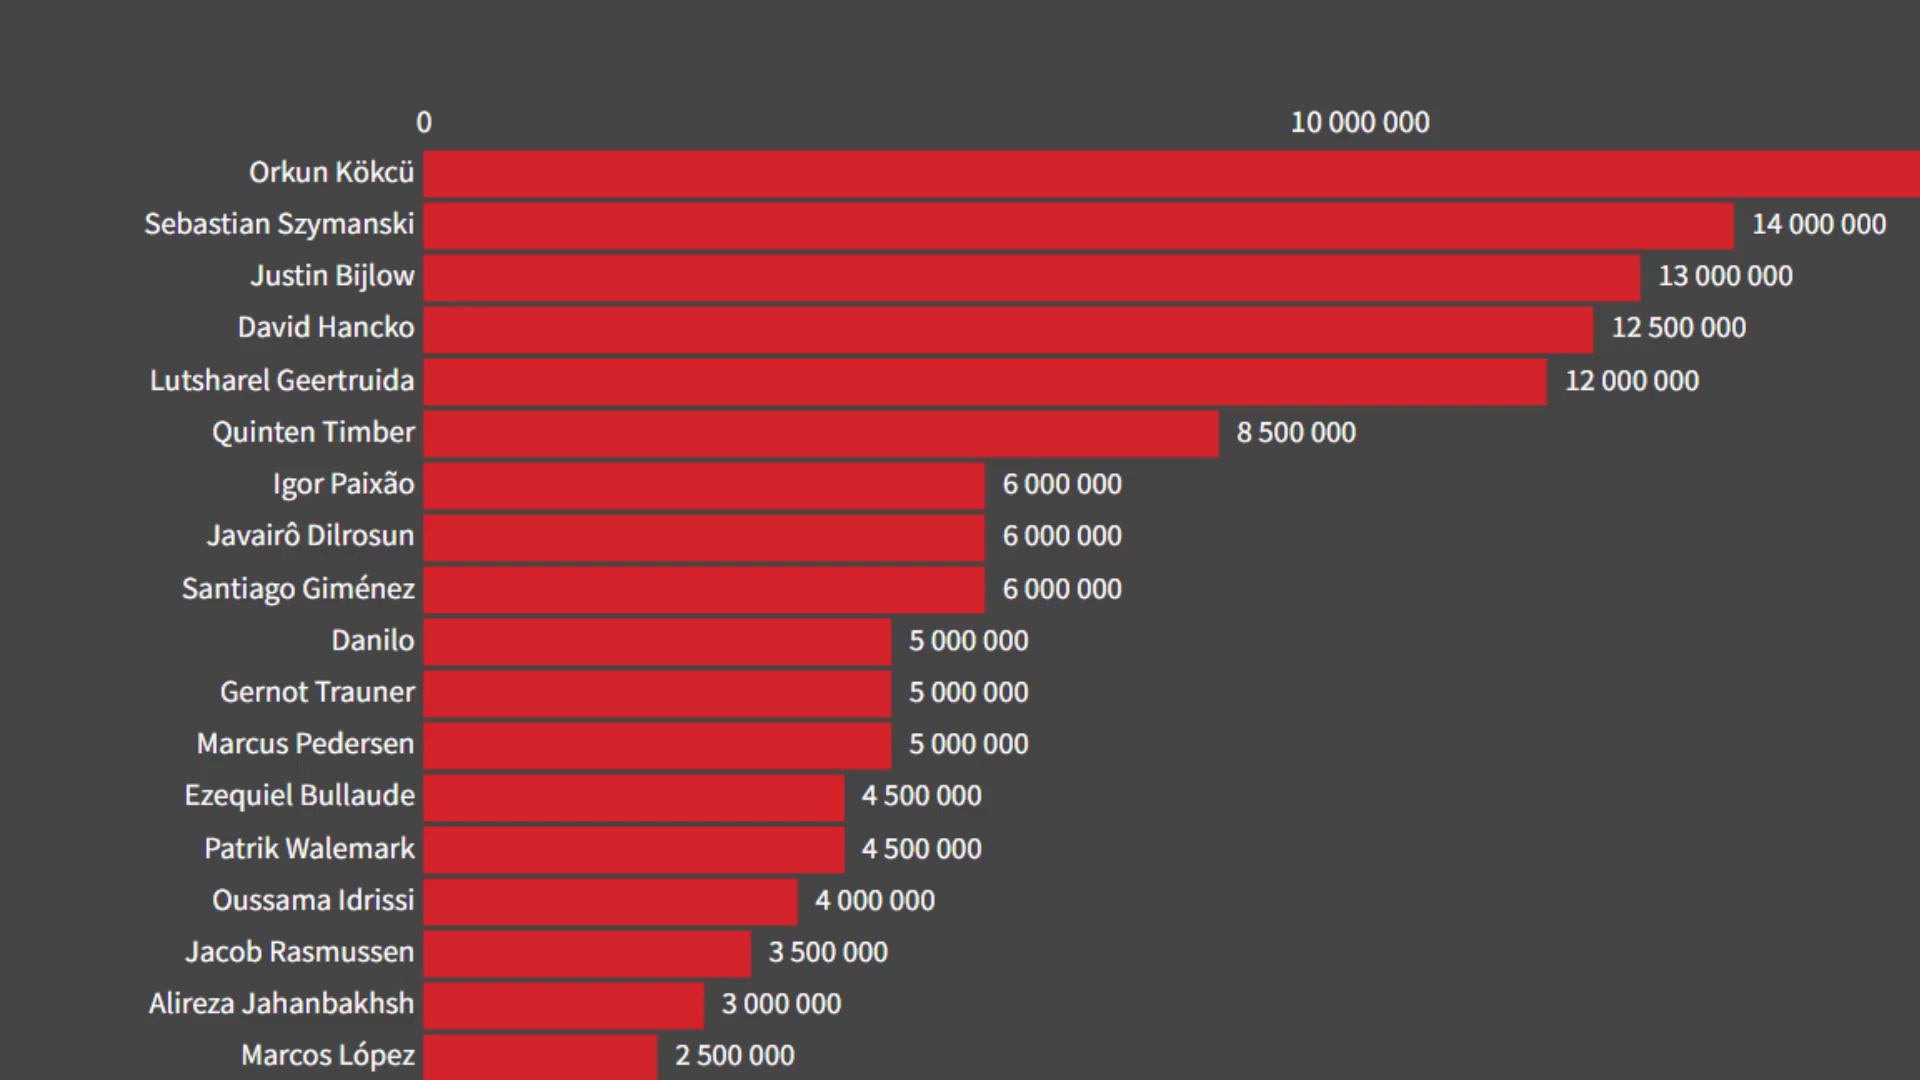 0 10 000 000
Orkun Kökcü
Sebastian Szymanski 14 000 000
Justin Bijlow 13 000 000
David Hancko 12 500 000
Lutsharel Geertruida 12 000 000
Quinten Timber 8 500 000
Igor Paixão 6 000 000
Javairô Dilrosun 6 000 000
Santiago Giménez 6 000 000
Danilo 5 000 000
Gernot Trauner 5 000 000
Marcus Pedersen 5 000 000
Ezequiel Bullaude 4 500 000
Patrik Walemark 4 500 000
Oussama Idrissi 4 000 000
Jacob Rasmussen 3 500 000
Alireza Jahanbakhsh 3 000 000
Marcos López 2 500 000